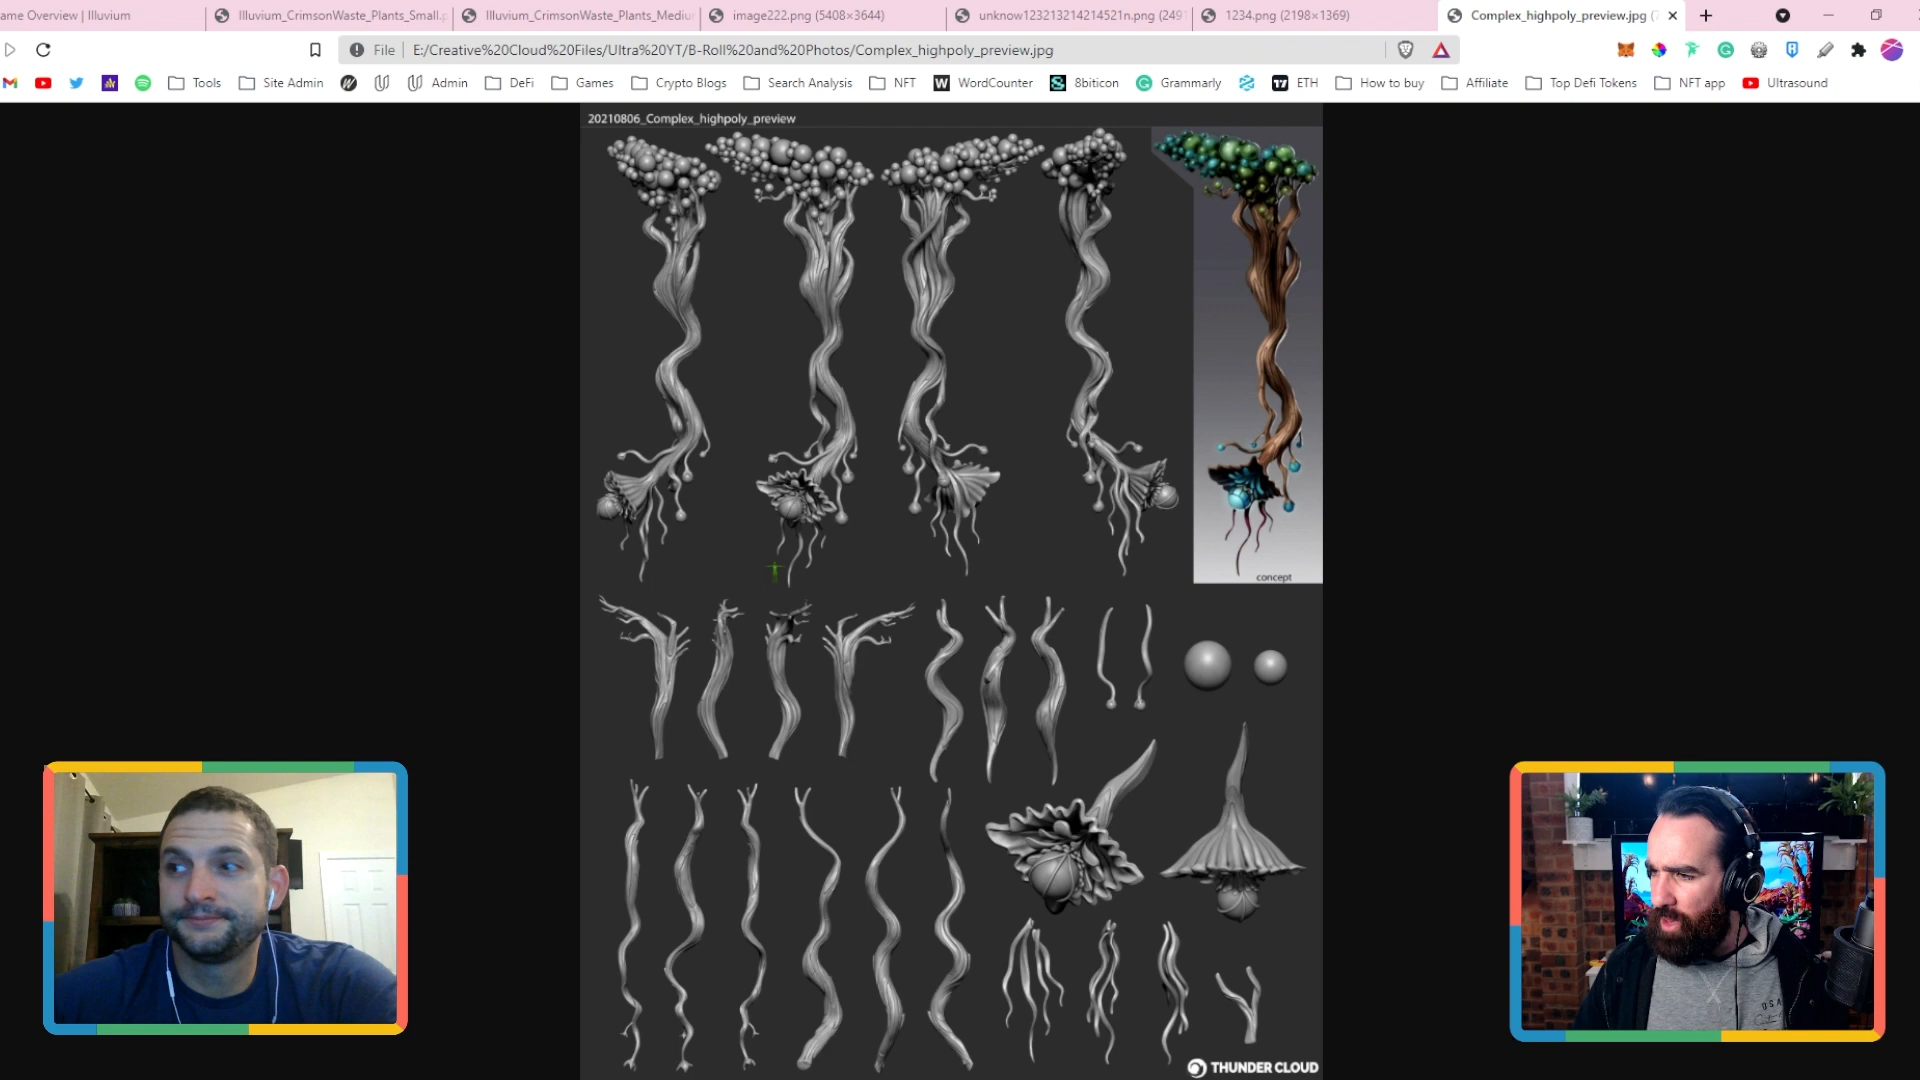 ame Overview | Illuvium
Illuvium_CrimsonWaste_Plants_Small.p
Illuvium_CrimsonWaste_Plants_Mediu
image222.png (5408×3644)
unknow123213214214521n.png (2491
1234.png (2198×1369)
Complex_highpoly_preview.jpg (7
File
E:/Creative%20Cloud%20Files/Ultra%20YT/B-Roll%20and%20Photos/Complex_highpoly_preview.jpg
Tools
Site Admin
Admin
DeFi
Games
Crypto Blogs
Search Analysis
NFT
W WordCounter
8biticon
Grammarly
ETH
How to buy
Affiliate
Top Defi Tokens
NFT app
Ultrasound
20210806_Complex_highpoly_preview
concept
THUNDER CLOUD